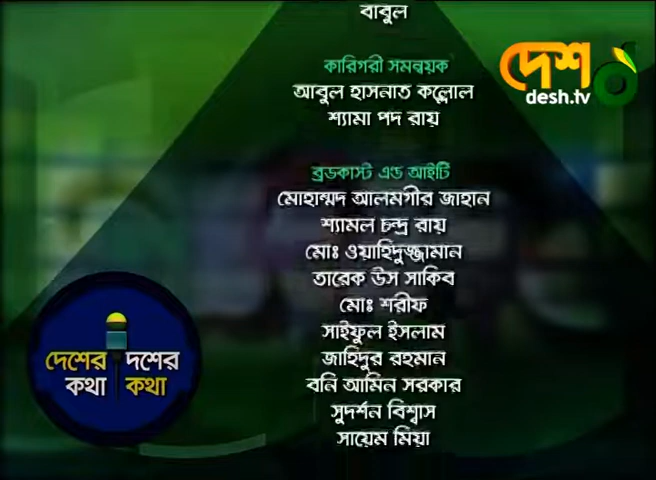 বাবুল
কারিগরী সমন্বয়ক
আবুল হাসনাত কল্লোল
শ্যামা পদ রায়
দেশ
desh.tv
ব্রডকাস্ট এন্ড আইটি
মোহাম্মদ আলমগীর জাহান
শ্যামল চন্দ্র রায়
মোঃ ওয়াহিদুজ্জামান
তারেক উস সাকিব
মোঃ শরীফ
সাইফুল ইসলাম
জাহিদুর রহমান
বনি আমিন সরকার
সুদর্শন বিশ্বাস
সায়েম মিয়া
দেশের দশের
কথা কথা